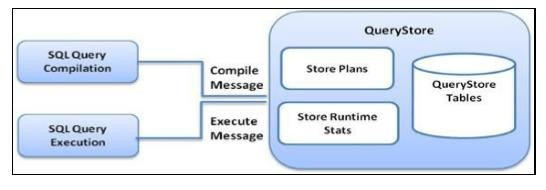 QueryStore
SQL Query
Compilation
Compile
Message
Store Plans
QueryStore
Tables
SQL Query
Execution
Execute
Message
Store Runtime
Stats